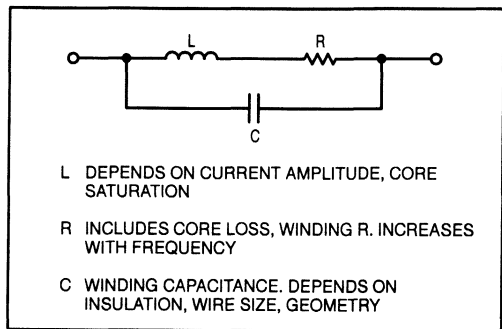 L
R
C
L DEPENDS ON CURRENT AMPLITUDE, CORE
SATURATION
R INCLUDES CORE LOSS, WINDING R. INCREASES
WITH FREQUENCY
C WINDING CAPACITANCE. DEPENDS ON
INSULATION, WIRE SIZE, GEOMETRY